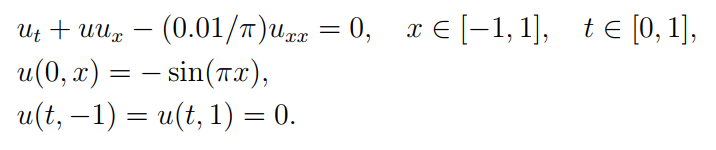 u_t + uu_x − (0.01/π)u_{xx} = 0, x ∈ [−1, 1], t ∈ [0, 1],
u(0, x) = − sin(πx),
u(t, −1) = u(t, 1) = 0.